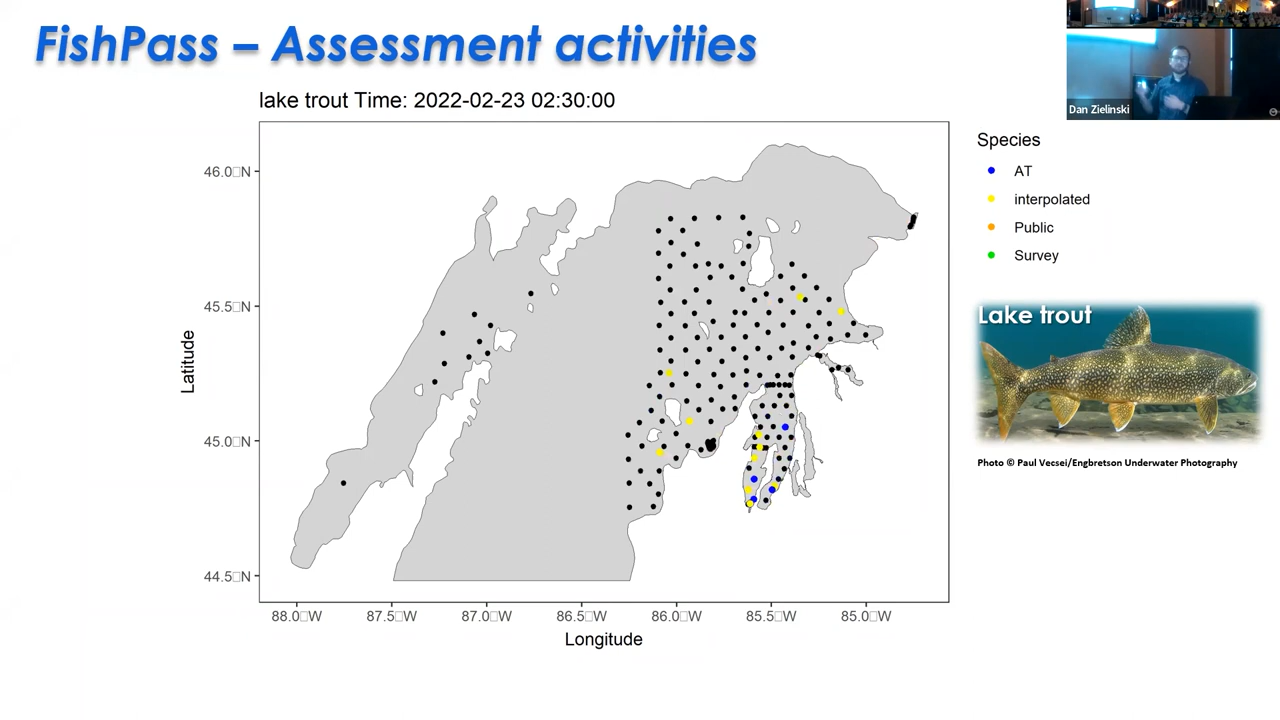 FishPass – Assessment activities
Dan Zielinski
lake trout Time: 2022-02-23 02:30:00
Species
AT
interpolated
Public
Survey
46.0□N
45.5□N
45.0□N
44.5□N
Latitude
88.0□W 87.5□W 87.0□W 86.5□W 86.0□W 85.5□W 85.0□W
Longitude
Lake trout
Photo © Paul Vecsei/Engbretson Underwater Photography